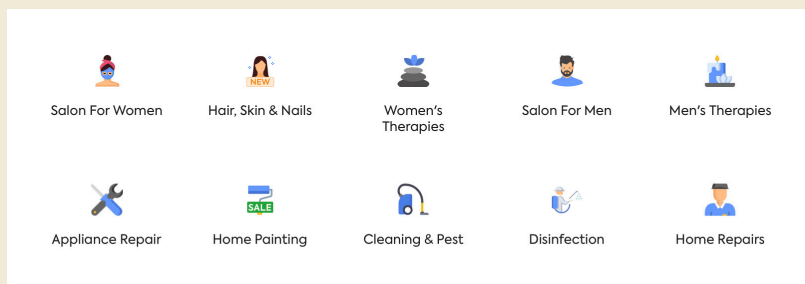 NEW
Salon For Women
Hair, Skin & Nails
Women's
Therapies
Salon For Men
Men's Therapies
SALE
Appliance Repair
Home Painting
Cleaning & Pest
Disinfection
Home Repairs